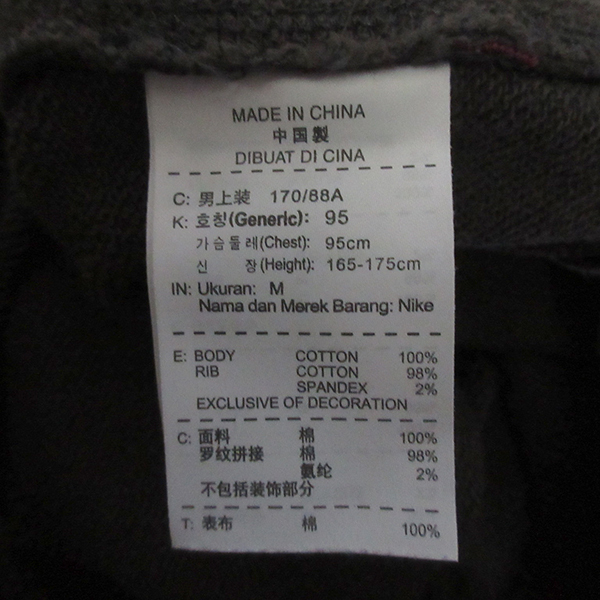 MADE IN CHINA
中国製
DIBUAT DI CINA
C: 男上装 170/88A
K: 호칭(Generic): 95
가슴둘레(Chest): 95cm
신 장(Height): 165-175cm
IN: Ukuran: M
Nama dan Merek Barang: Nike
E: BODY COTTON 100%
RIB COTTON 98%
SPANDEX 2%
EXCLUSIVE OF DECORATION
C: 面料 棉 100%
罗纹拼接 棉 98%
氨纶 2%
不包括装饰部分
T: 表布 棉 100%